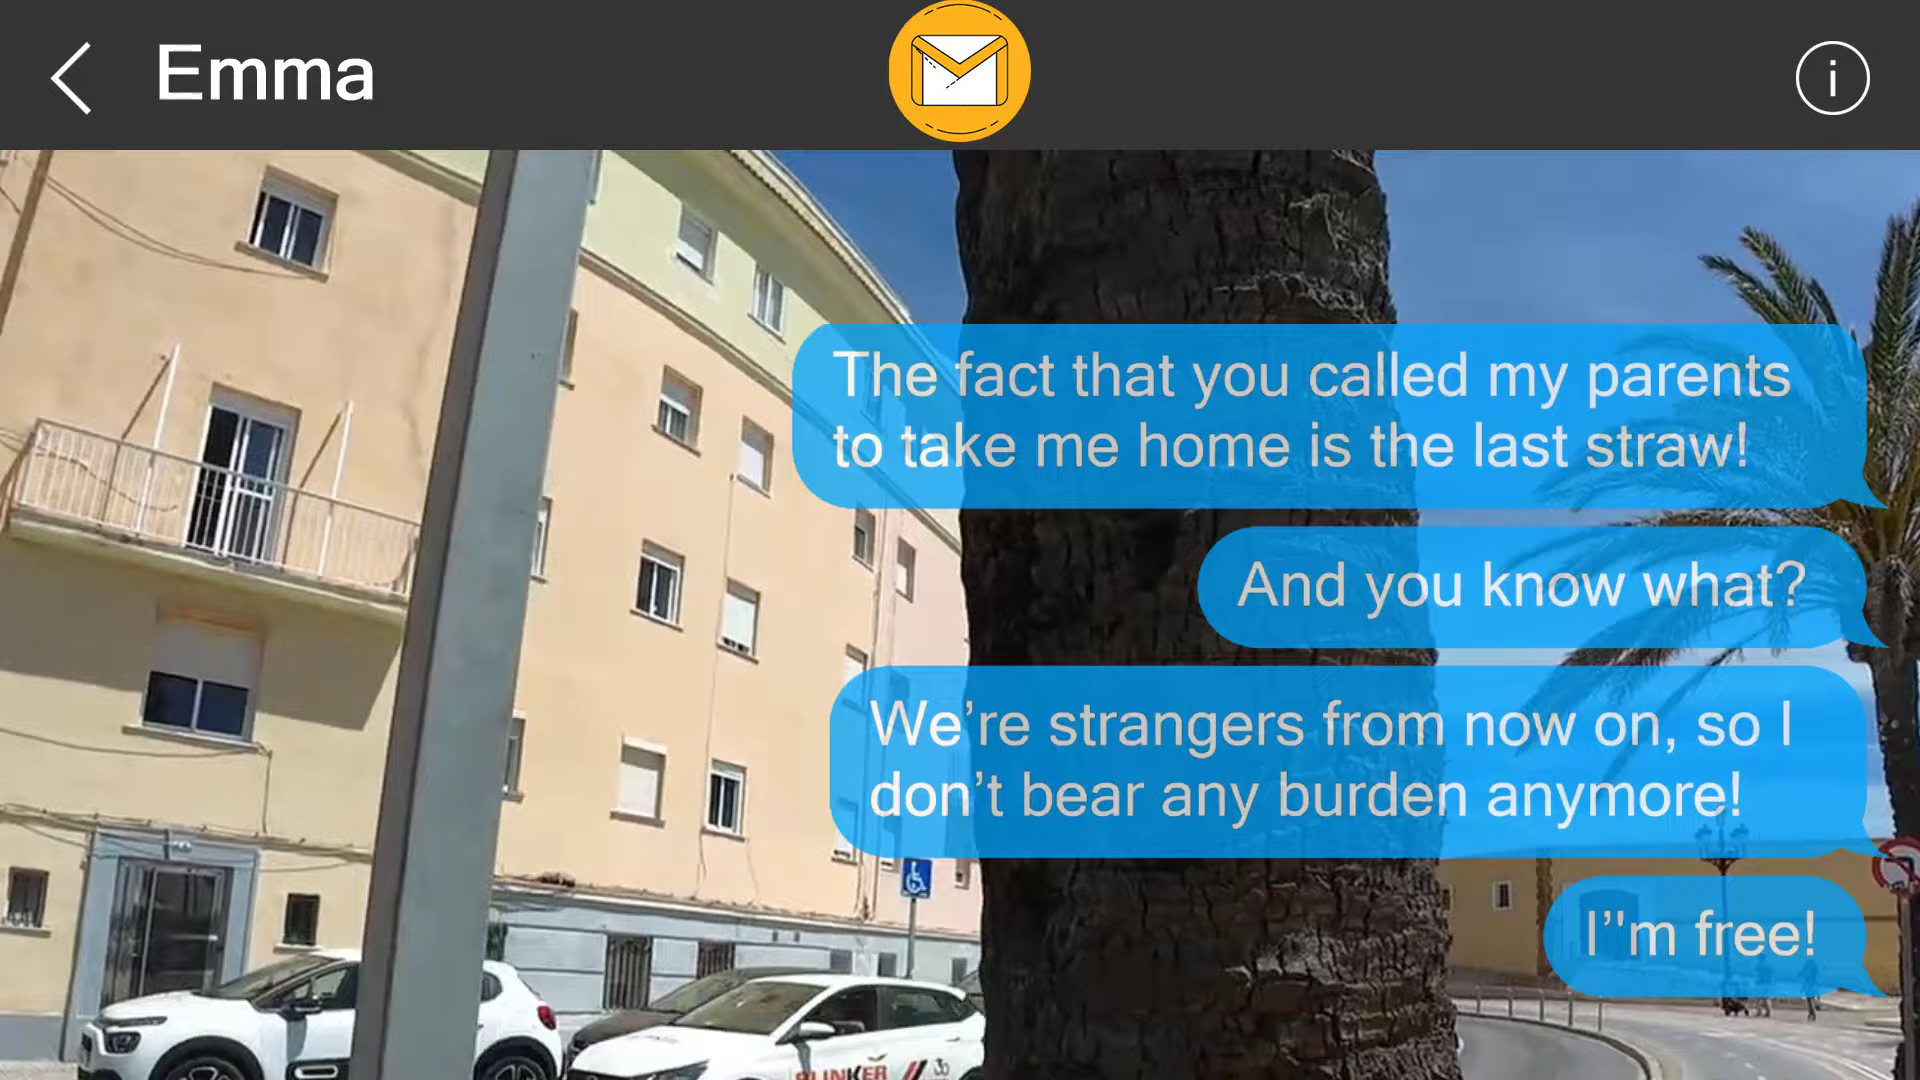 Emma
The fact that you called my parents
to take me home is the last straw!
And you know what?
We’re strangers from now on, so I
don’t bear any burden anymore!
I”m free!